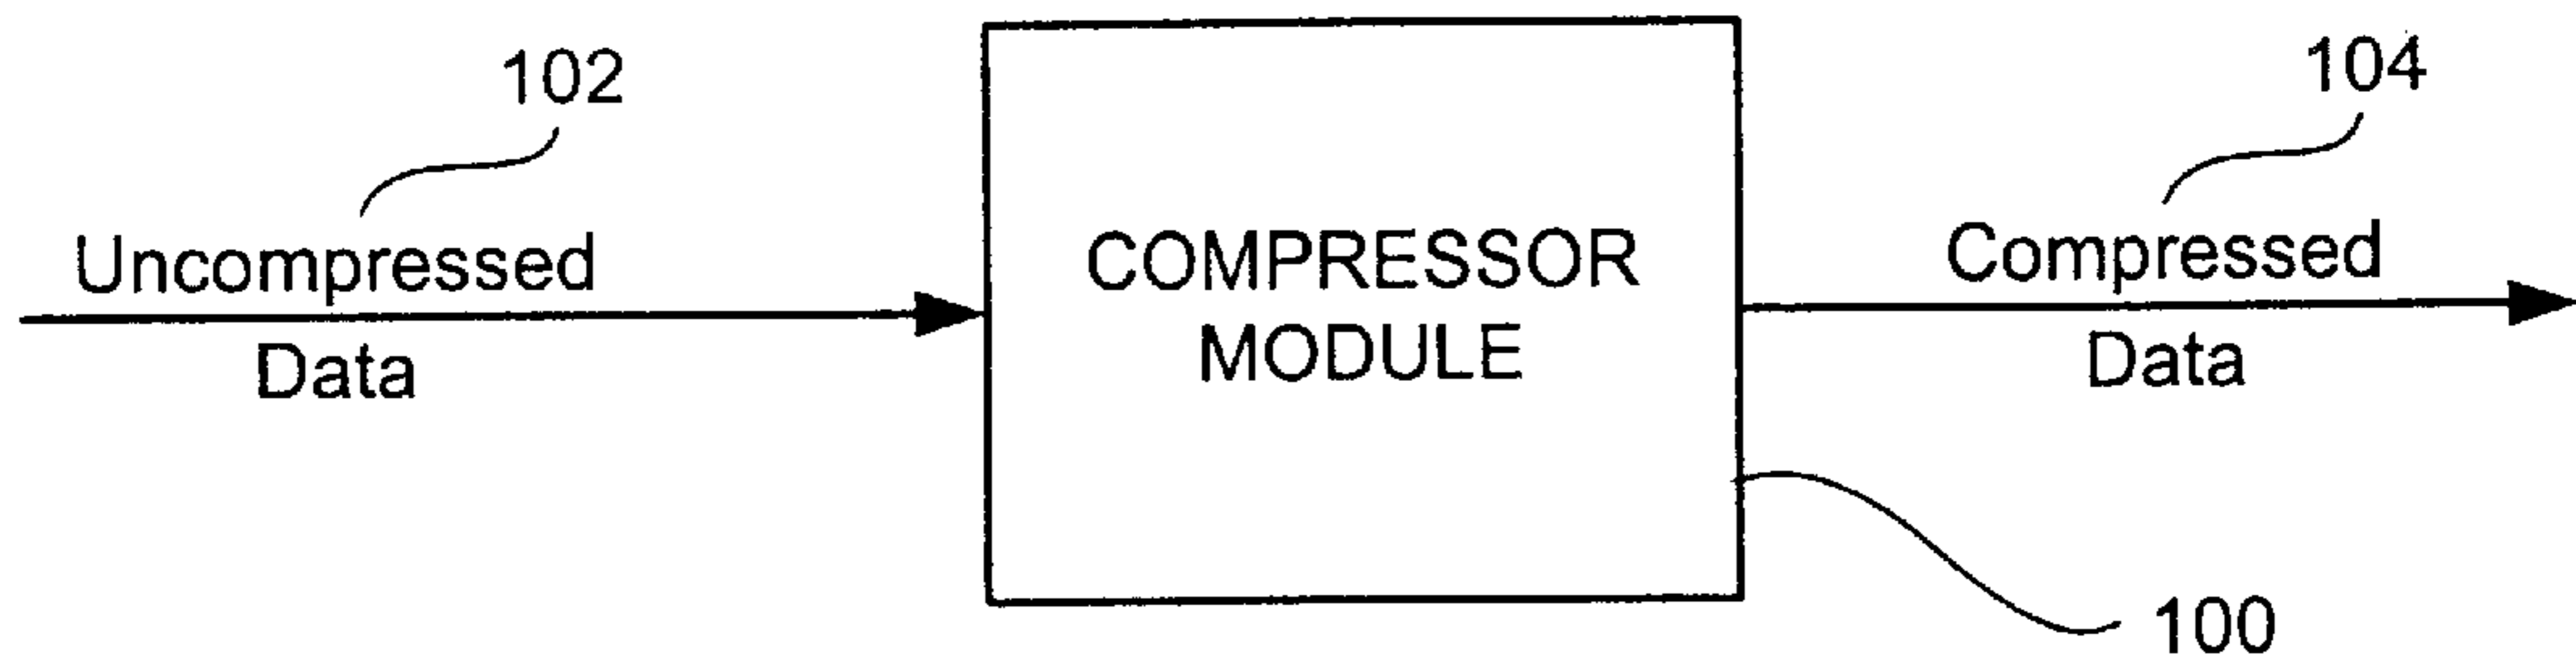 102
Uncompressed
Data
COMPRESSOR
MODULE
104
Compressed
Data
100